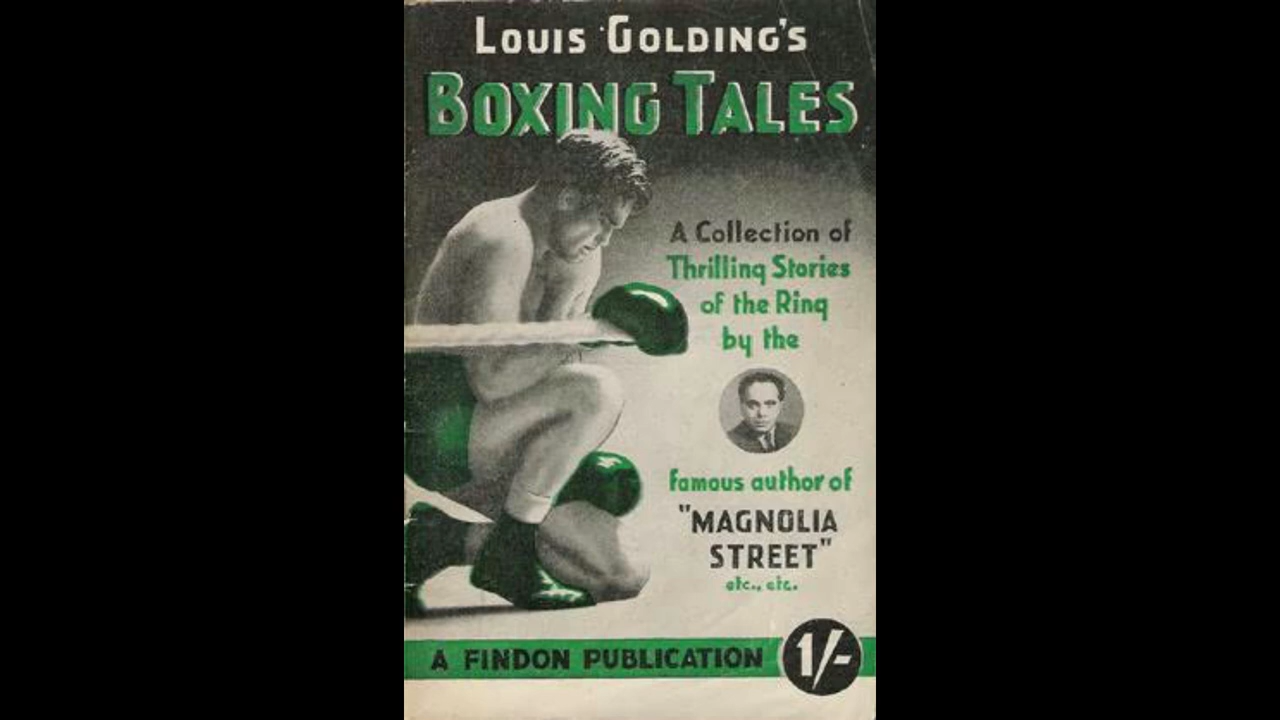 LOUIS GOLDING'S
BOXING TALES
A Collection of
Thrilling Stories
of the Ring
by the
famous author of
"MAGNOLIA
STREET"
etc., etc.
A FINDON PUBLICATION 1/-